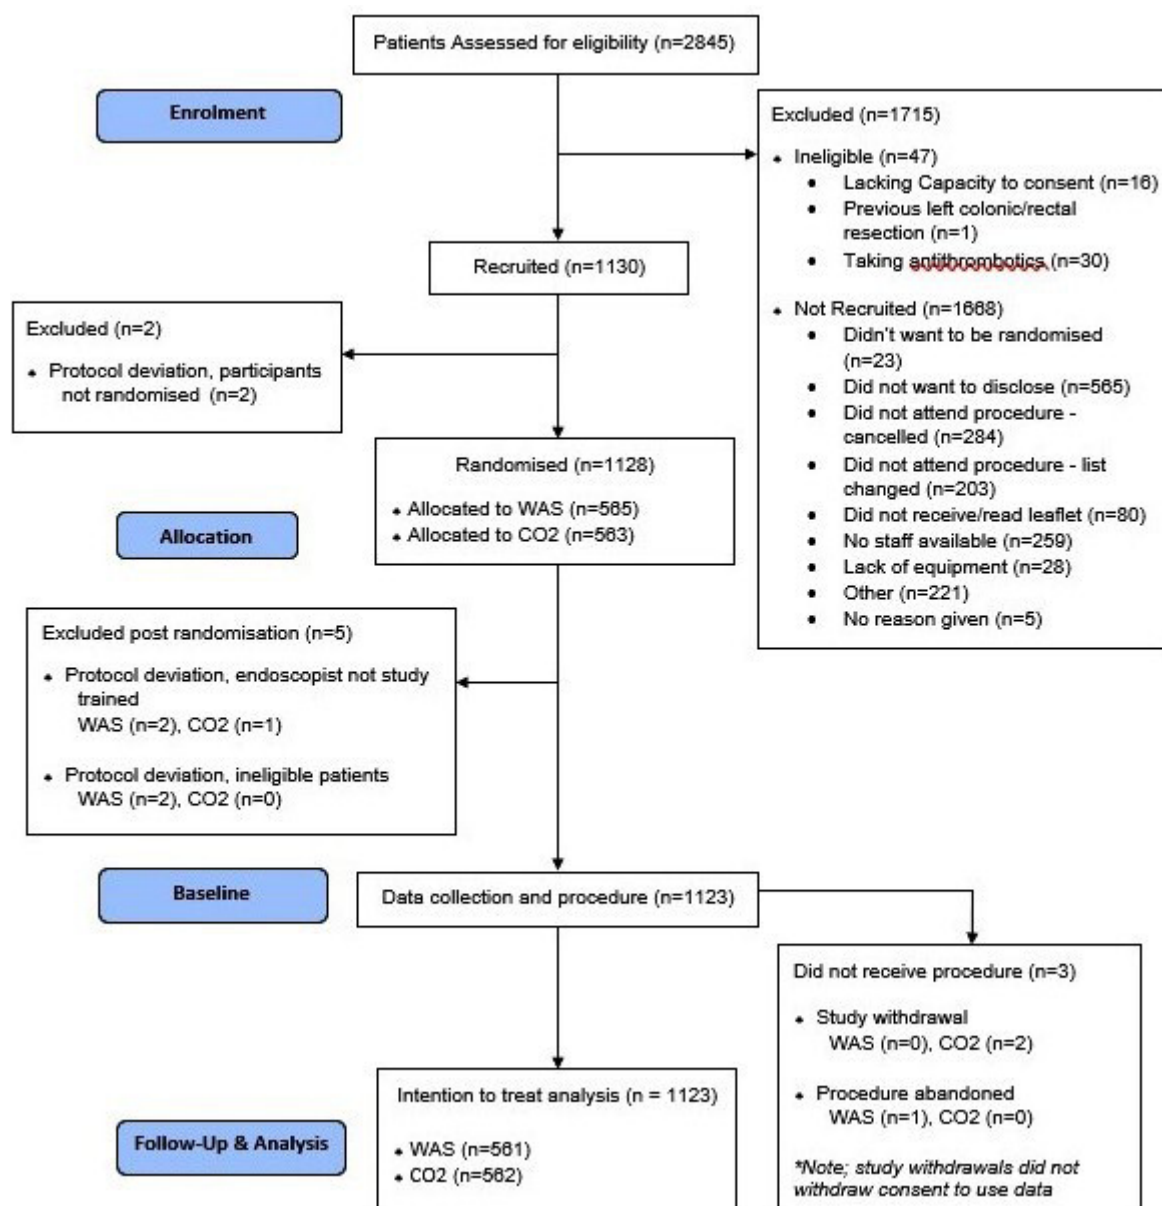 Patients Assessed for eligibility (n=2845)
Enrolment
Excluded (n=1715)
Ineligible (n=47)
Lacking Capacity to consent (n=16)
Previous left colonic/rectal
resection (n=1)
Taking antithrombotics (n=30)
Not Recruited (n=1668)
Didn't want to be randomised
(n=23)
Did not want to disclose (n=565)
Did not attend procedure -
cancelled (n=284)
Did not attend procedure - list
changed (n=203)
Did not receive/read leaflet (n=80)
No staff available (n=259)
Lack of equipment (n=28)
Other (n=221)
No reason given (n=5)
Recruited (n=1130)
Excluded (n=2)
Protocol deviation, participants
not randomised (n=2)
Randomised (n=1128)
Allocated to WAS (n=565)
Allocated to CO2 (n=563)
Allocation
Excluded post randomisation (n=5)
Protocol deviation, endoscopist not study
trained
WAS (n=2), CO2 (n=1)
Protocol deviation, ineligible patients
WAS (n=2), CO2 (n=0)
Baseline
Data collection and procedure (n=1123)
Did not receive procedure (n=3)
Study withdrawal
WAS (n=0), CO2 (n=2)
Procedure abandoned
WAS (n=1), CO2 (n=0)
*Note; study withdrawals did not
withdraw consent to use data
Follow-Up & Analysis
Intention to treat analysis (n = 1123)
WAS (n=561)
CO2 (n=562)